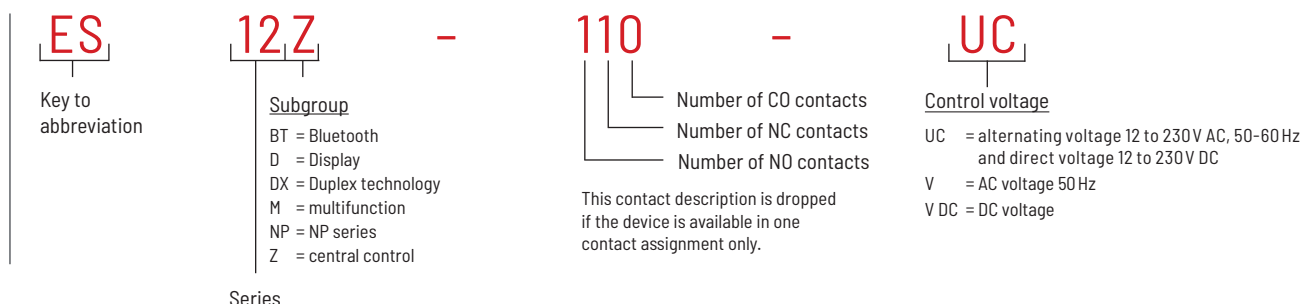 ES 12Z - 110 - UC
Key to
abbreviation
Subgroup
BT = Bluetooth
D = Display
DX = Duplex technology
M = multifunction
NP = NP series
Z = central control
Series
Number of CO contacts
Number of NC contacts
Number of NO contacts
This contact description is dropped
if the device is available in one
contact assignment only.
Control voltage
UC = alternating voltage 12 to 230 V AC, 50-60 Hz
and direct voltage 12 to 230 V DC
V = AC voltage 50 Hz
V DC = DC voltage